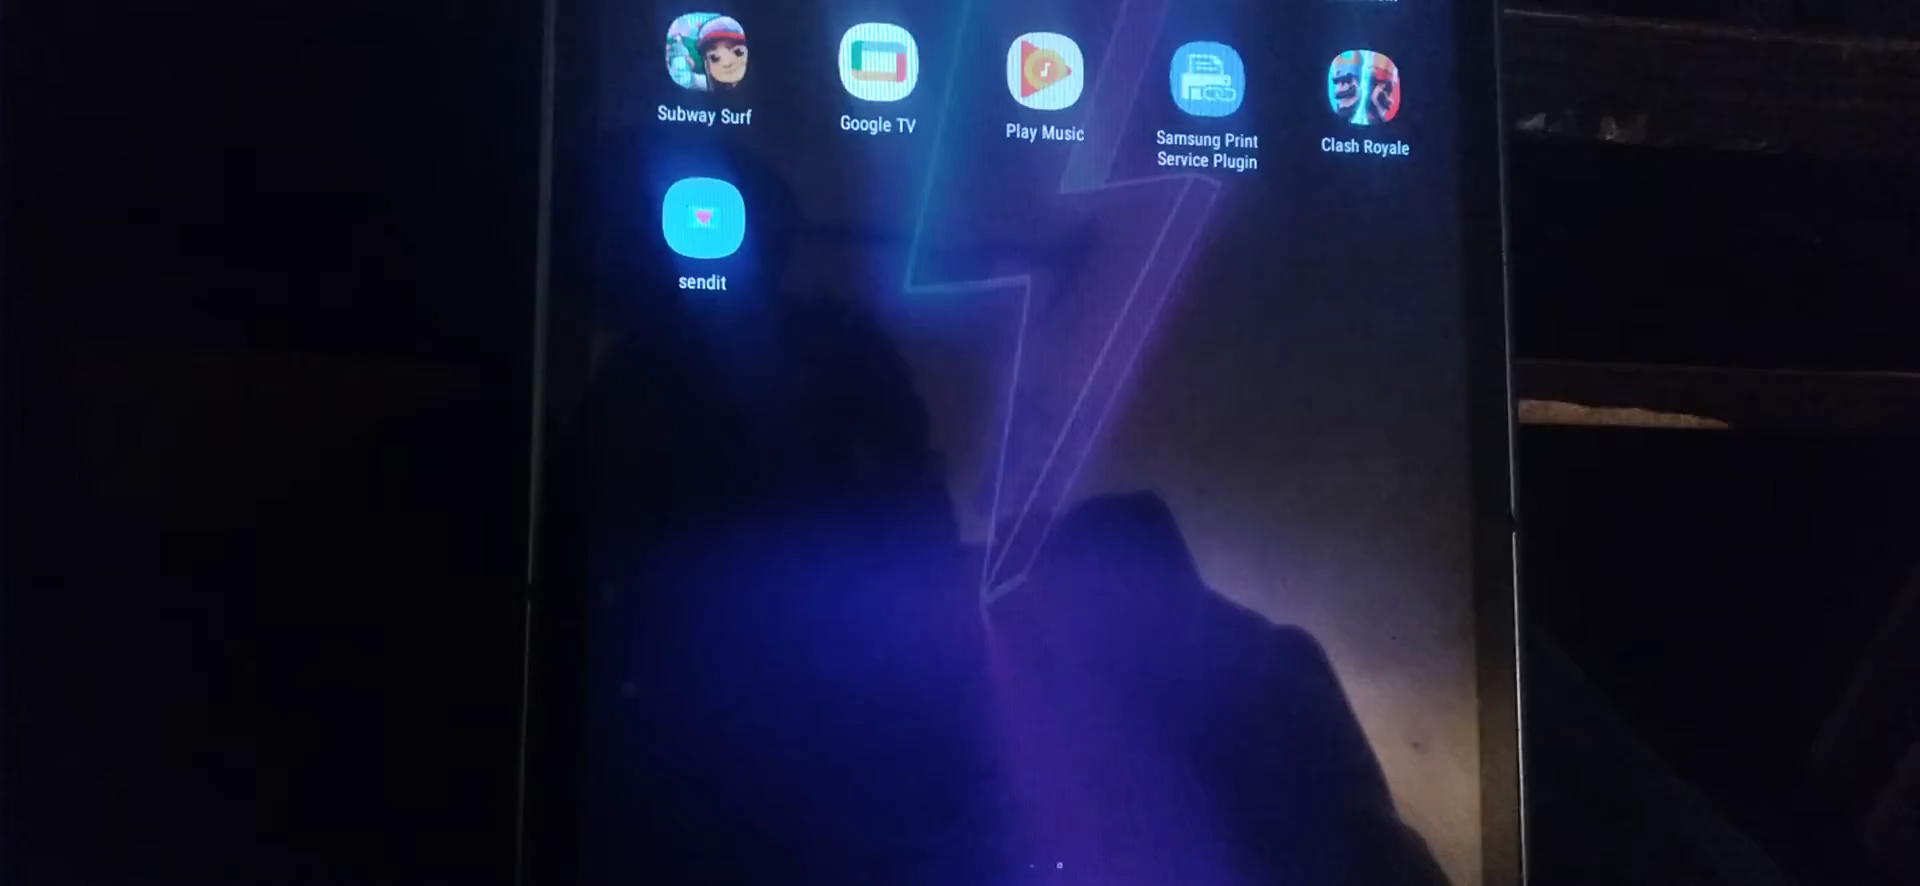 Subway Surf
Google TV
Play Music
Samsung Print
Service Plugin
Clash Royale
sendit